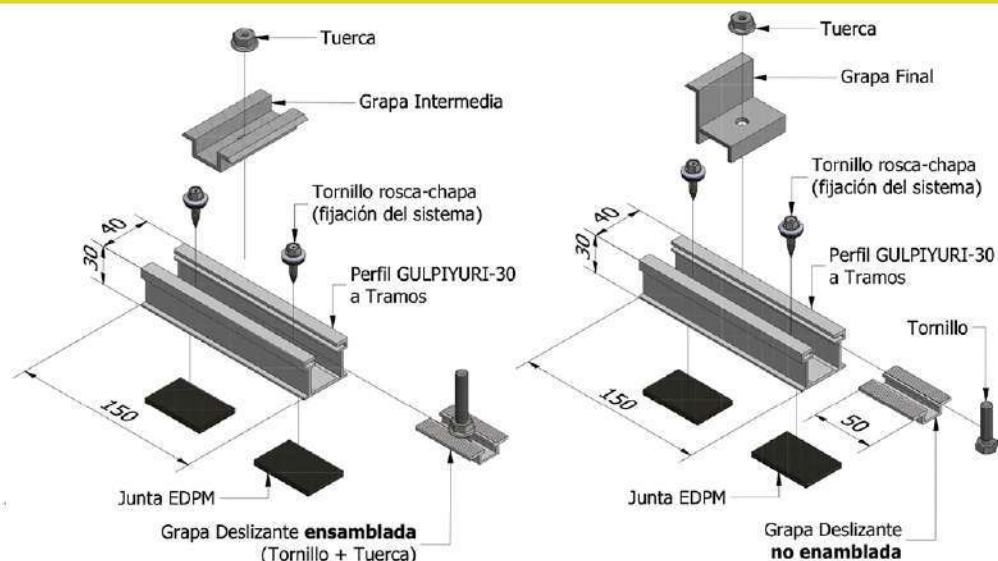 Tuerca
Grapa Intermedia
Tornillo rosca-chapa
(fijación del sistema)
40
30
Perfil GULPIYURI-30
a Tramos
150
Junta EDPM
Grapa Deslizante ensamblada
(Tornillo + Tuerca)
Tuerca
Grapa Final
Tornillo rosca-chapa
(fijación del sistema)
40
30
Perfil GULPIYURI-30
a Tramos
Tornillo
150
50
Junta EDPM
Grapa Deslizante
no enamblada